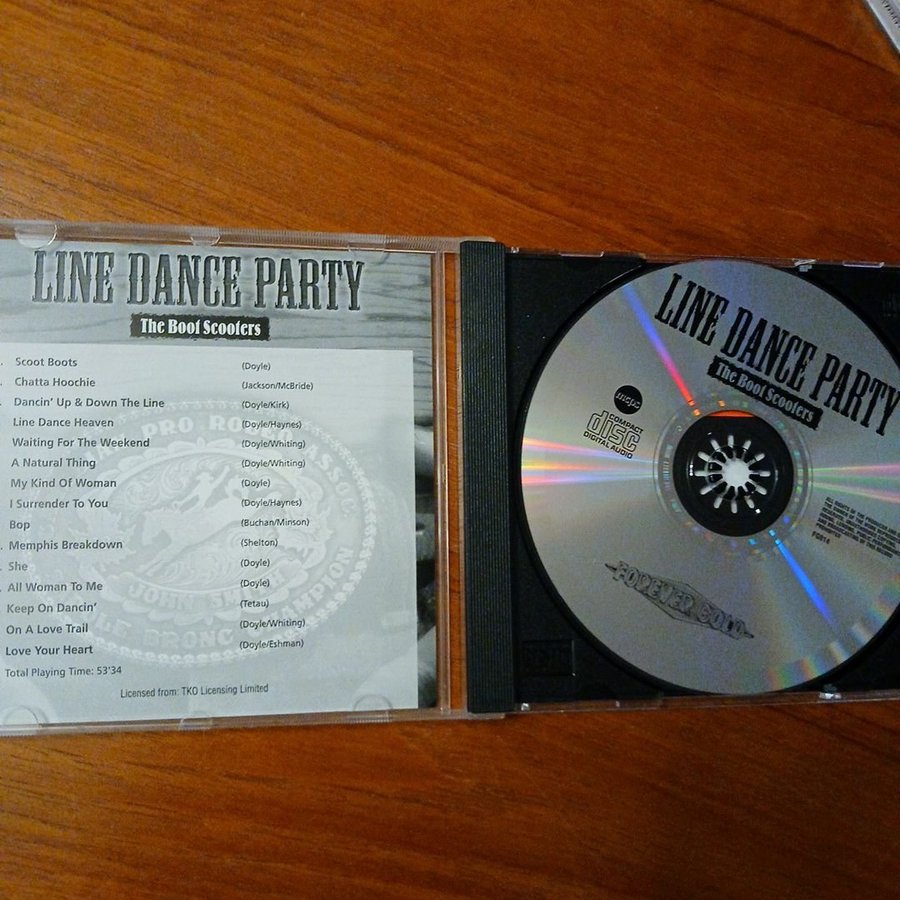 LINE DANCE PARTY
The Boot Scooters
Scoot Boots (Doyle)
Chatta Hoochie (Jackson/McBride)
Dancin' Up & Down The Line (Doyle/Kirk)
Line Dance Heaven (Doyle/Haynes)
Waiting For The Weekend (Doyle/Whiting)
A Natural Thing (Doyle/Whiting)
My Kind Of Woman (Doyle)
I Surrender To You (Doyle/Haynes)
Bop (Buchan/Minson)
Memphis Breakdown (Shelton)
She (Doyle)
All Woman To Me (Doyle)
Keep On Dancin' (Tetau)
On A Love Trail (Doyle/Whiting)
Love Your Heart (Doyle/Eshman)
Total Playing Time: 53'34
Licensed from: TKO Licensing Limited
LINE DANCE PARTY
The Boot Scooters
mcps
COMPACT
disc
DIGITAL AUDIO
FOREVER GOLD